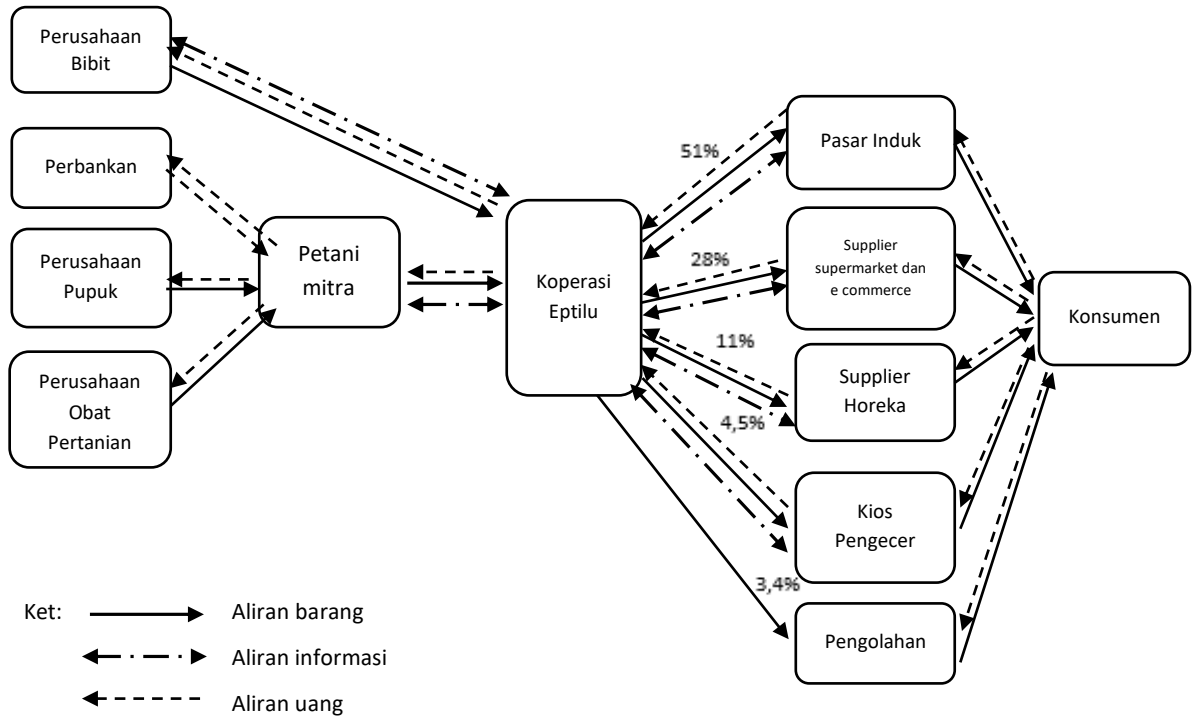 Perusahaan
Bibit
Perbankan
Perusahaan
Pupuk
Perusahaan
Obat
Pertanian
Petani
mitra
Koperasi
Eptilu
51%
28%
11%
4,5%
3,4%
Pasar Induk
Supplier
supermarket dan
e commerce
Supplier
Horeka
Kios
Pengecer
Pengolahan
Konsumen
Ket:
Aliran barang
Aliran informasi
Aliran uang